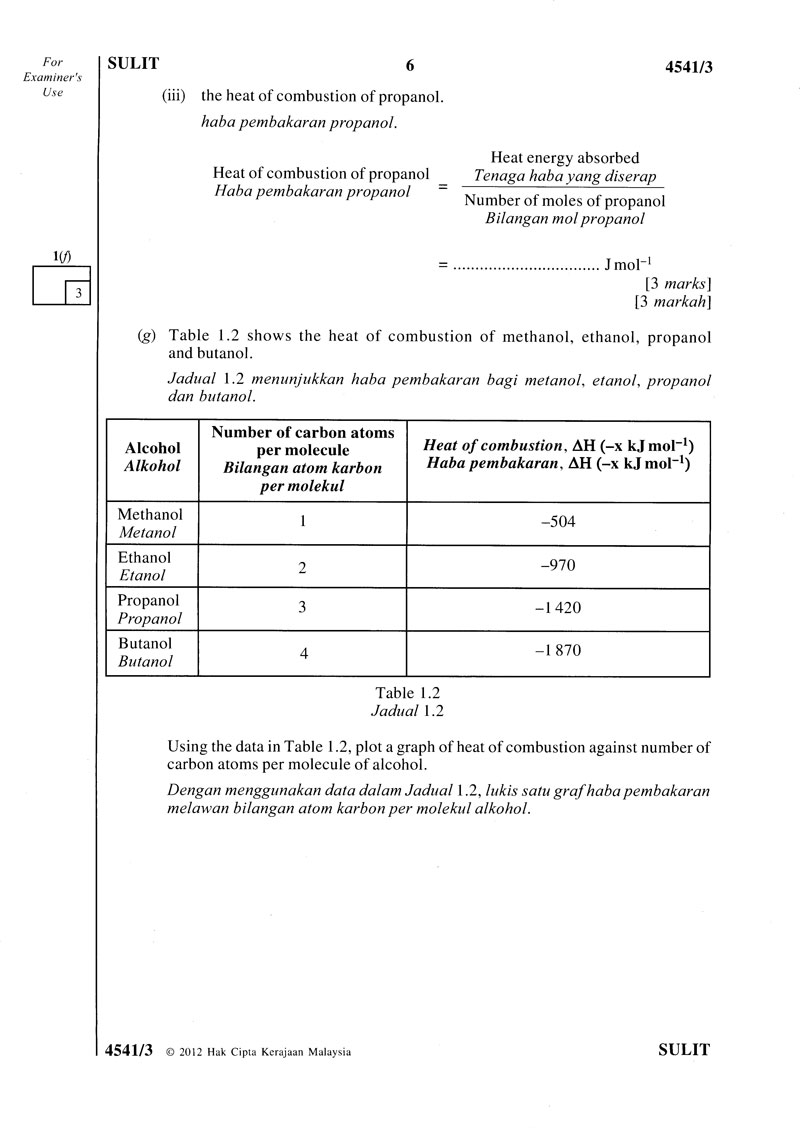 For
Examiner's
Use
SULIT 6 4541/3
(iii) the heat of combustion of propanol.
haba pembakaran propanol.
Heat of combustion of propanol
Haba pembakaran propanol
=
Heat energy absorbed
Tenaga haba yang diserap
Number of moles of propanol
Bilangan mol propanol
= ................................. J mol⁻¹
[3 marks]
[3 markah]
1(f)
3
(g) Table 1.2 shows the heat of combustion of methanol, ethanol, propanol
and butanol.
Jadual 1.2 menunjukkan haba pembakaran bagi metanol, etanol, propanol
dan butanol.
Alcohol
Alkohol
Number of carbon atoms
per molecule
Bilangan atom karbon
per molekul
Heat of combustion, ΔH (–x kJ mol⁻¹)
Haba pembakaran, ΔH (–x kJ mol⁻¹)
Methanol
Metanol
1
–504
Ethanol
Etanol
2
–970
Propanol
Propanol
3
–1 420
Butanol
Butanol
4
–1 870
Table 1.2
Jadual 1.2
Using the data in Table 1.2, plot a graph of heat of combustion against number of
carbon atoms per molecule of alcohol.
Dengan menggunakan data dalam Jadual 1.2, lukis satu graf haba pembakaran
melawan bilangan atom karbon per molekul alkohol.
4541/3 © 2012 Hak Cipta Kerajaan Malaysia SULIT